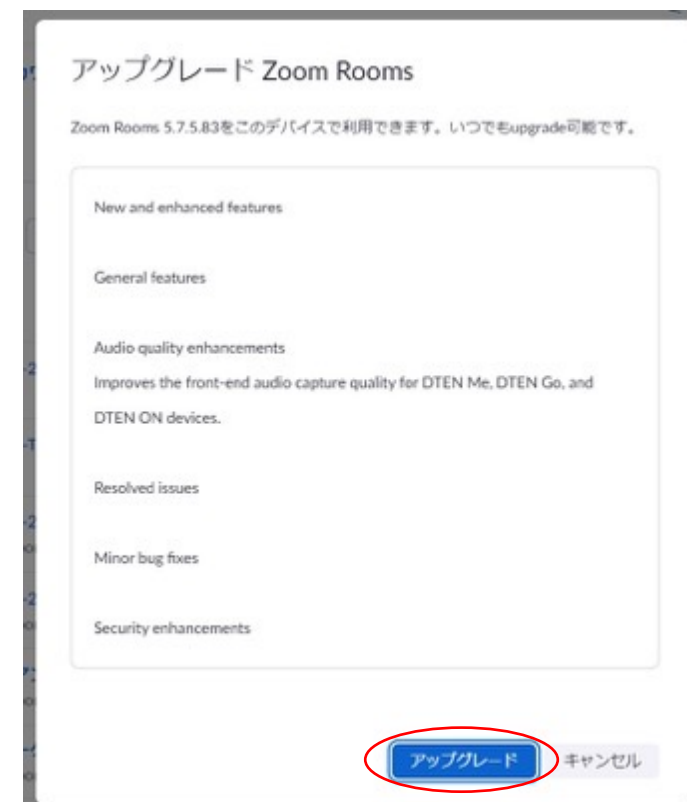 アップグレード Zoom Rooms
Zoom Rooms 5.7.5.83をこのデバイスで利用できます。いつでもupgrade可能です。
New and enhanced features
General features
Audio quality enhancements
Improves the front-end audio capture quality for DTEN Me, DTEN Go, and
DTEN ON devices.
Resolved issues
Minor bug fixes
Security enhancements
アップグレード キャンセル